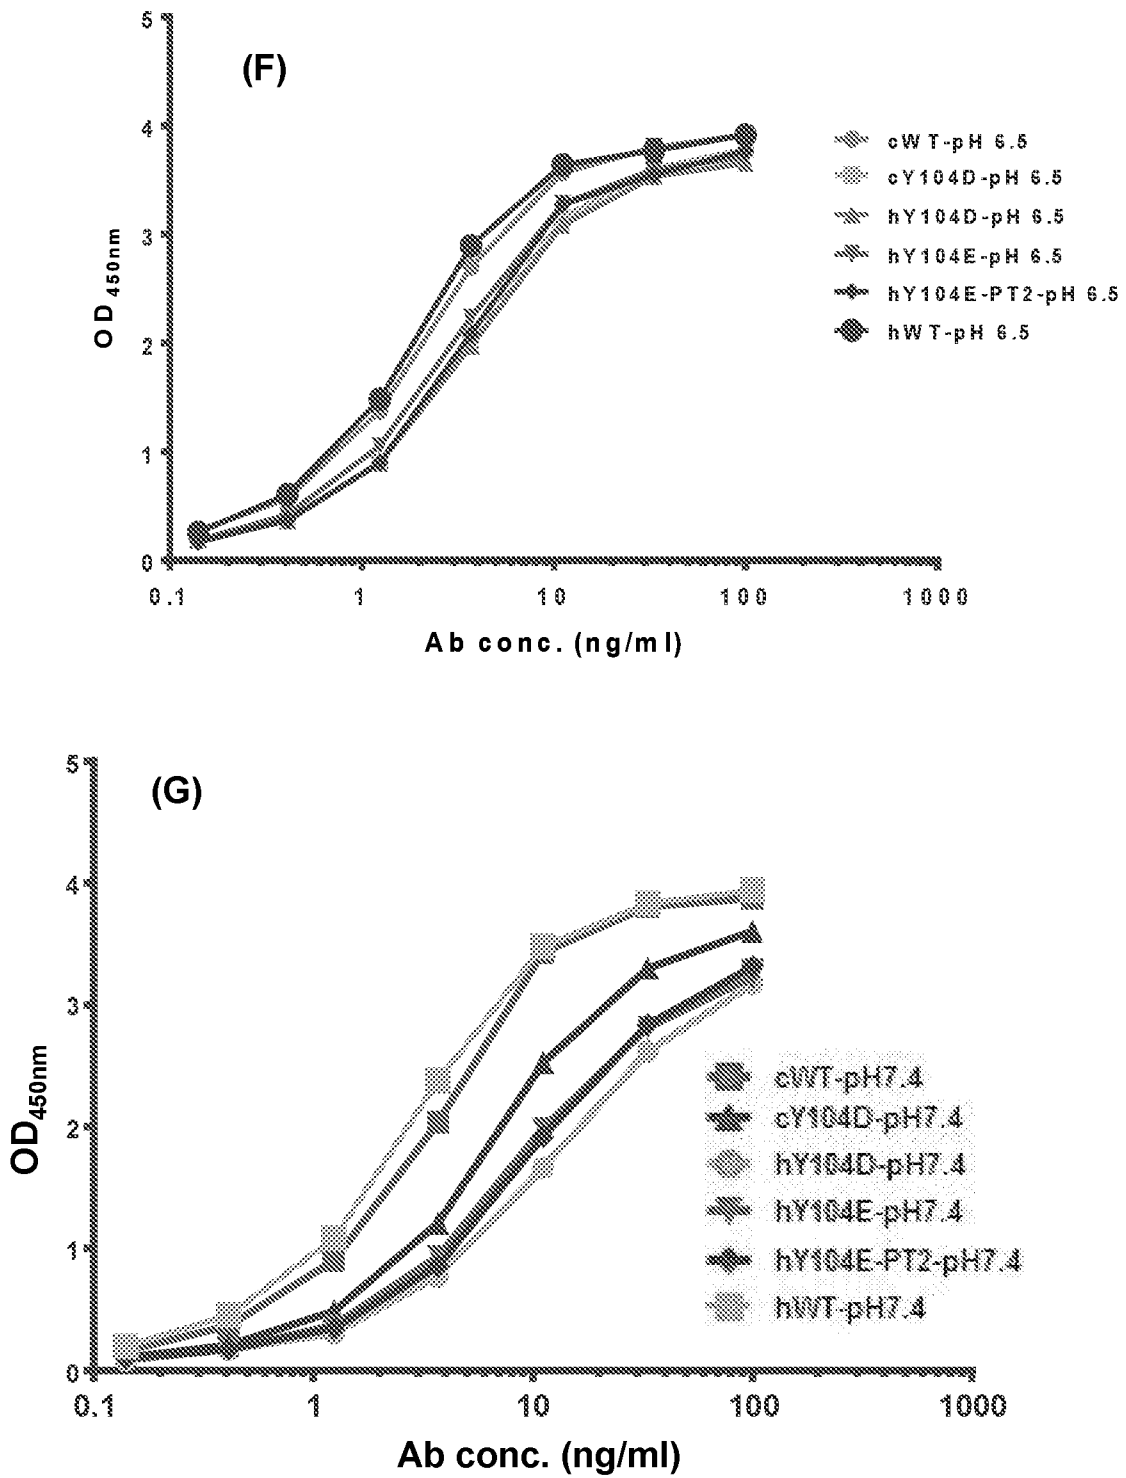 5
(F)
4
cWT-pH 6.5
cY104D-pH 6.5
hY104D-pH 6.5
3
hY104E-pH 6.5
hY104E-PT2-pH 6.5
hWT-pH 6.5
OD 450nm
2
1
0
0.1 1 10 100 1000
Ab conc. (ng/ml)
5
(G)
4
3
cWT-pH7.4
cY104D-pH7.4
hY104D-pH7.4
hY104E-pH7.4
hY104E-PT2-pH7.4
hWT-pH7.4
OD450nm
2
1
0
0.1 1 10 100 1000
Ab conc. (ng/ml)